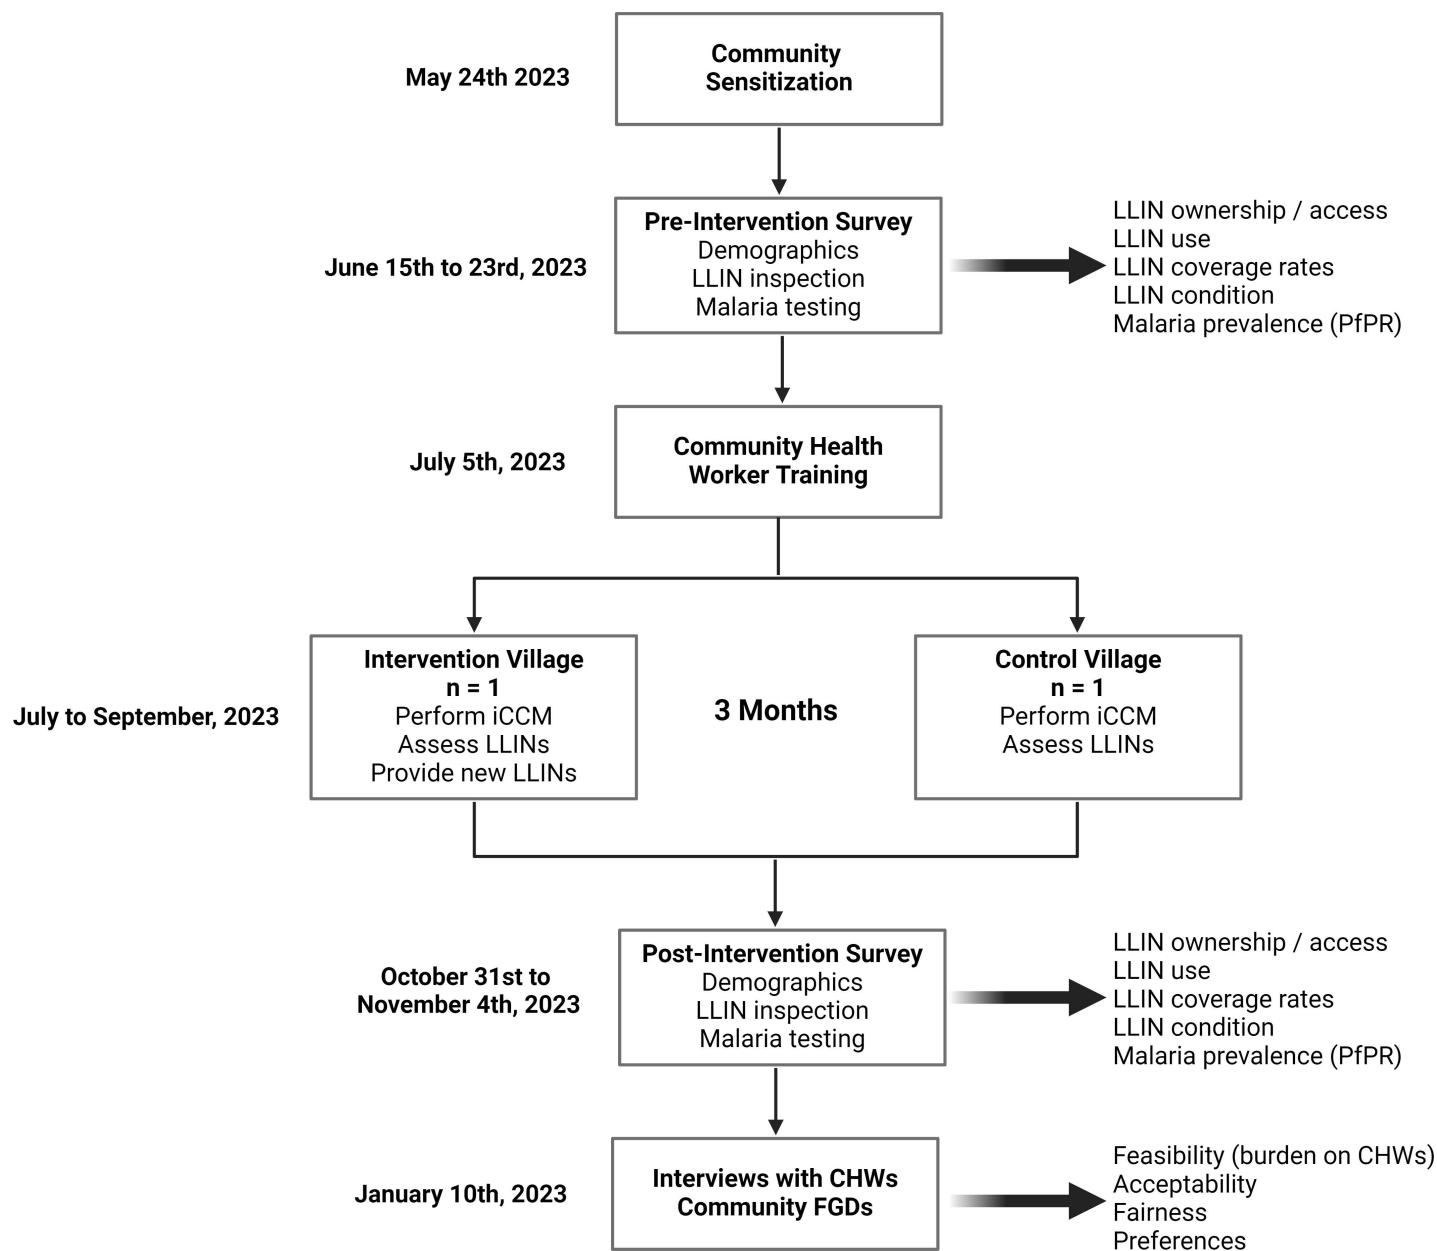 May 24th 2023
Community
Sensitization
June 15th to 23rd, 2023
Pre-Intervention Survey
Demographics
LLIN inspection
Malaria testing
LLIN ownership / access
LLIN use
LLIN coverage rates
LLIN condition
Malaria prevalence (PfPR)
July 5th, 2023
Community Health
Worker Training
July to September, 2023
Intervention Village
n = 1
Perform iCCM
Assess LLINs
Provide new LLINs
3 Months
Control Village
n = 1
Perform iCCM
Assess LLINs
October 31st to
November 4th, 2023
Post-Intervention Survey
Demographics
LLIN inspection
Malaria testing
LLIN ownership / access
LLIN use
LLIN coverage rates
LLIN condition
Malaria prevalence (PfPR)
January 10th, 2023
Interviews with CHWs
Community FGDs
Feasibility (burden on CHWs)
Acceptability
Fairness
Preferences